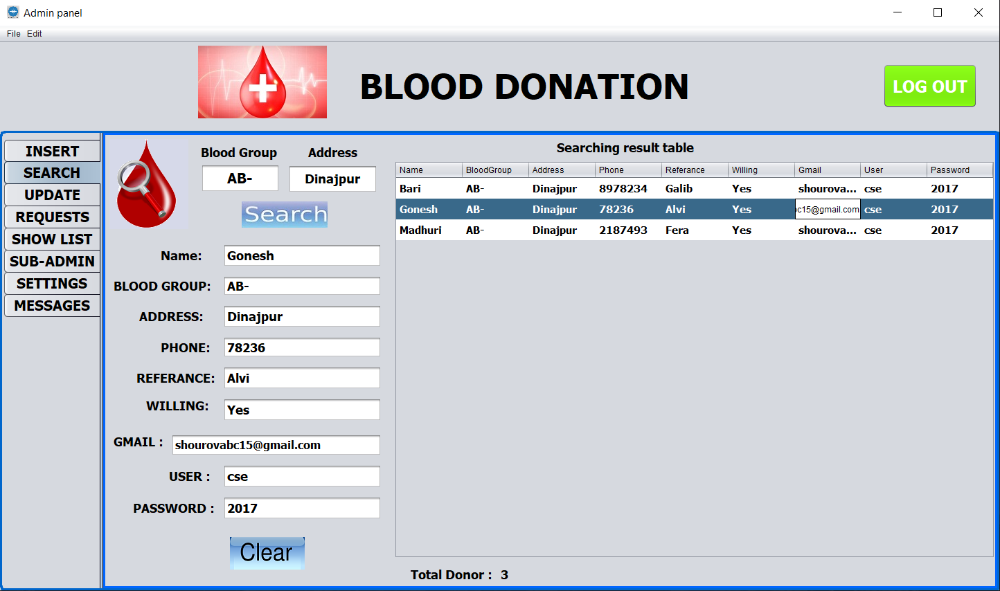 Admin panel
File Edit
BLOOD DONATION
LOG OUT
INSERT
SEARCH
UPDATE
REQUESTS
SHOW LIST
SUB-ADMIN
SETTINGS
MESSAGES
Blood Group Address
AB- Dinajpur
Search
Name: Gonesh
BLOOD GROUP: AB-
ADDRESS: Dinajpur
PHONE: 78236
REFERANCE: Alvi
WILLING: Yes
GMAIL : shourovabc15@gmail.com
USER : cse
PASSWORD : 2017
Clear
Searching result table
Name BloodGroup Address Phone Referance Willing Gmail User Password
Bari AB- Dinajpur 8978234 Galib Yes shourova... cse 2017
Gonesh AB- Dinajpur 78236 Alvi Yes c15@gmail.com cse 2017
Madhuri AB- Dinajpur 2187493 Fera Yes shourova... cse 2017
Total Donor : 3